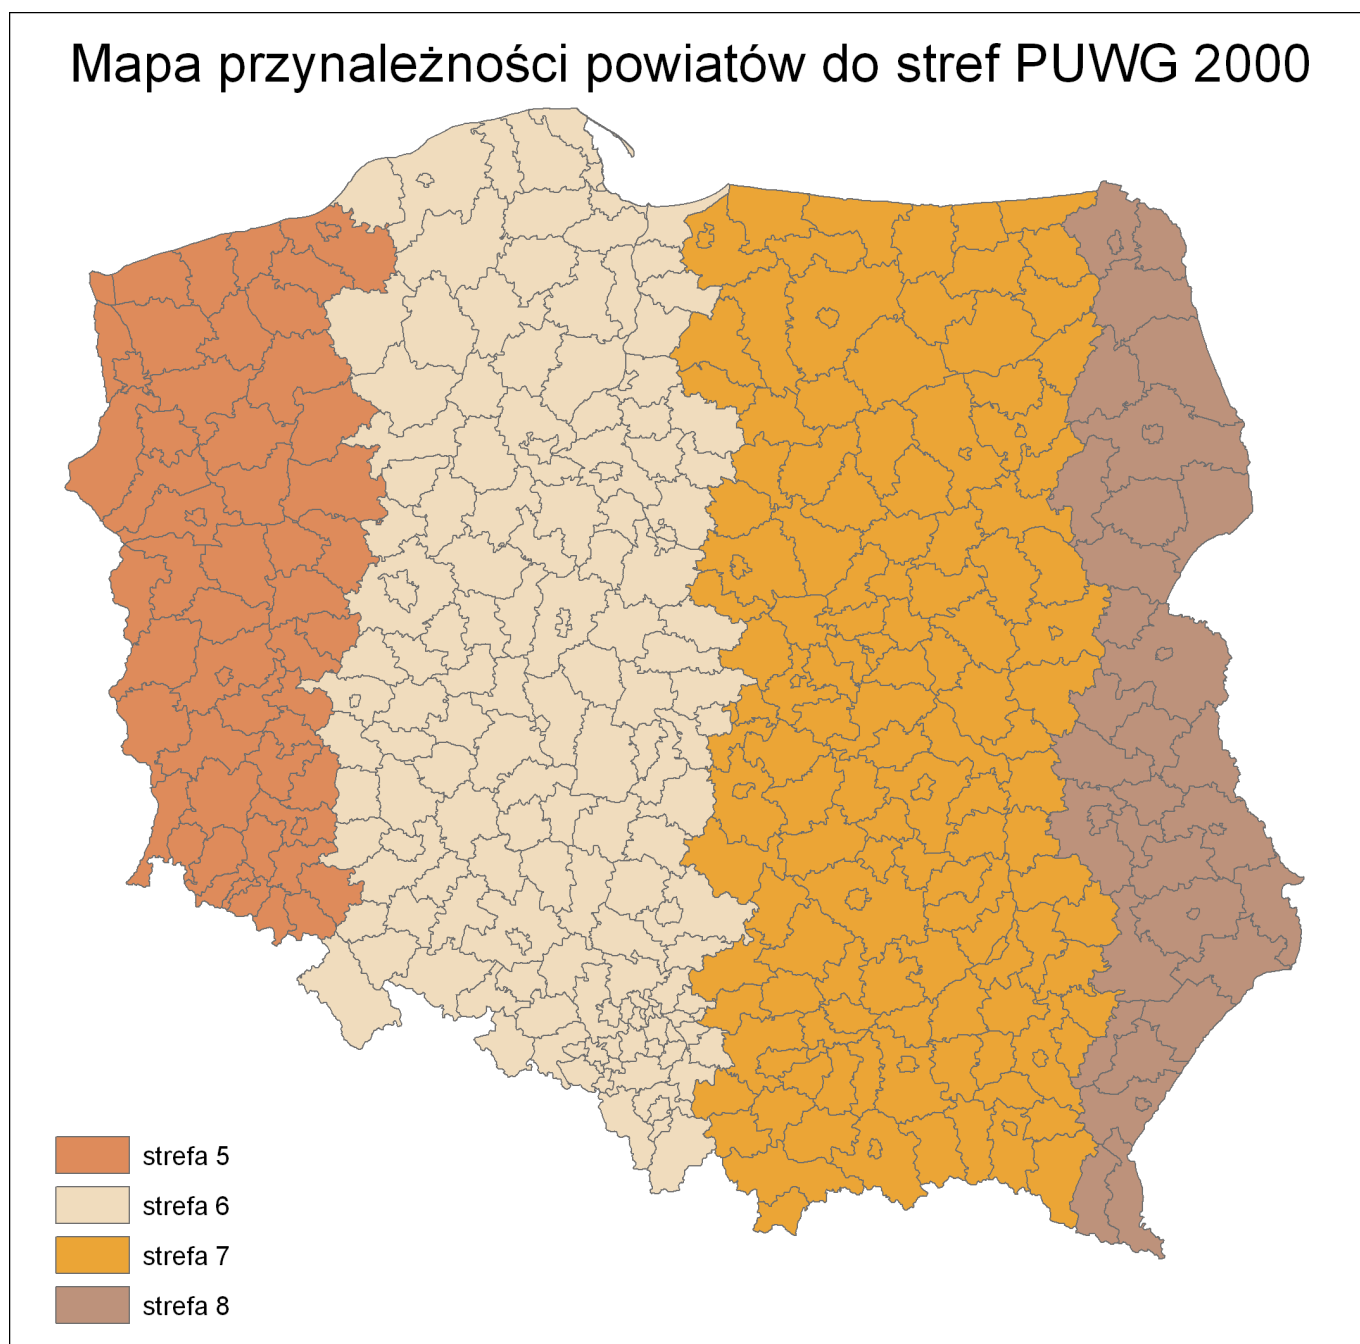 Mapa przynależności powiatów do stref PUWG 2000
strefa 5
strefa 6
strefa 7
strefa 8